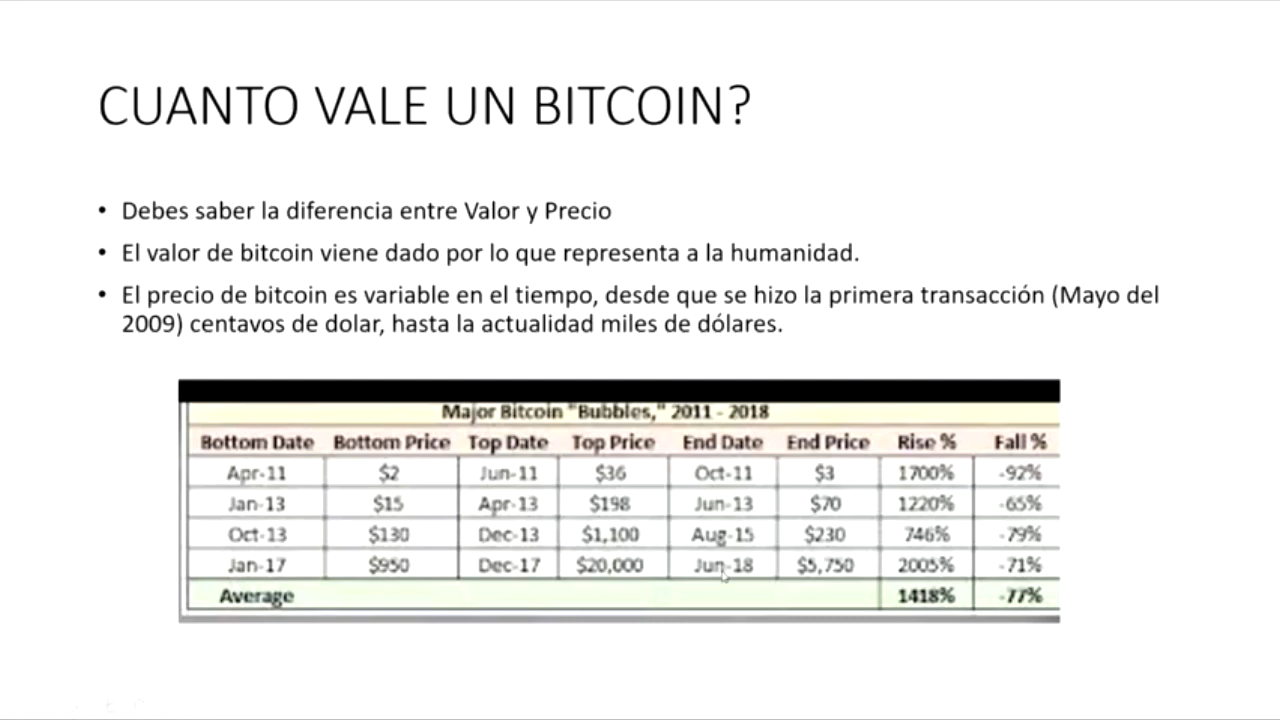 CUANTO VALE UN BITCOIN?
• Debes saber la diferencia entre Valor y Precio
• El valor de bitcoin viene dado por lo que representa a la humanidad.
• El precio de bitcoin es variable en el tiempo, desde que se hizo la primera transacción (Mayo del
2009) centavos de dolar, hasta la actualidad miles de dólares.
Major Bitcoin "Bubbles," 2011 - 2018
Bottom Date Bottom Price Top Date Top Price End Date End Price Rise % Fall %
Apr-11 $2 Jun-11 $36 Oct-11 $3 1700% -92%
Jan-13 $15 Apr-13 $198 Jun-13 $70 1220% -65%
Oct-13 $130 Dec-13 $1,100 Aug-15 $230 746% -79%
Jan-17 $950 Dec-17 $20,000 Jun-18 $5,750 2005% -71%
Average 1418% -77%